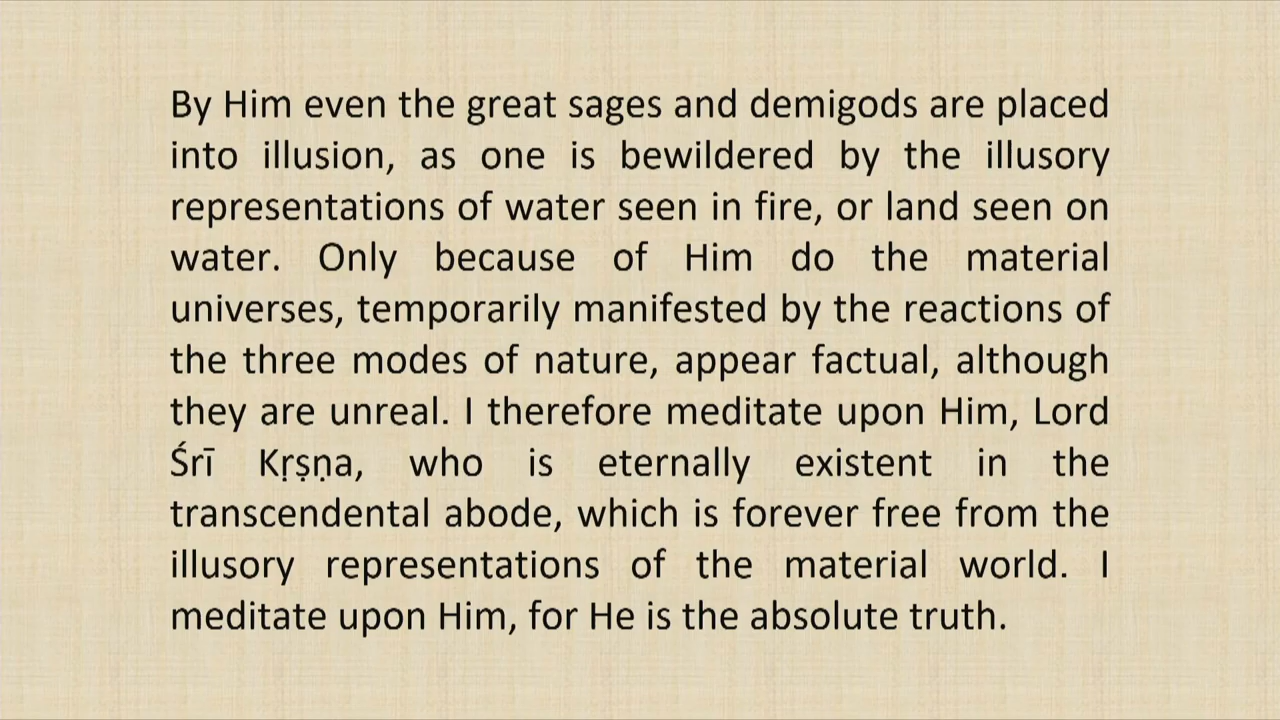 By Him even the great sages and demigods are placed
into illusion, as one is bewildered by the illusory
representations of water seen in fire, or land seen on
water. Only because of Him do the material
universes, temporarily manifested by the reactions of
the three modes of nature, appear factual, although
they are unreal. I therefore meditate upon Him, Lord
Śrī Kṛṣṇa, who is eternally existent in the
transcendental abode, which is forever free from the
illusory representations of the material world. I
meditate upon Him, for He is the absolute truth.